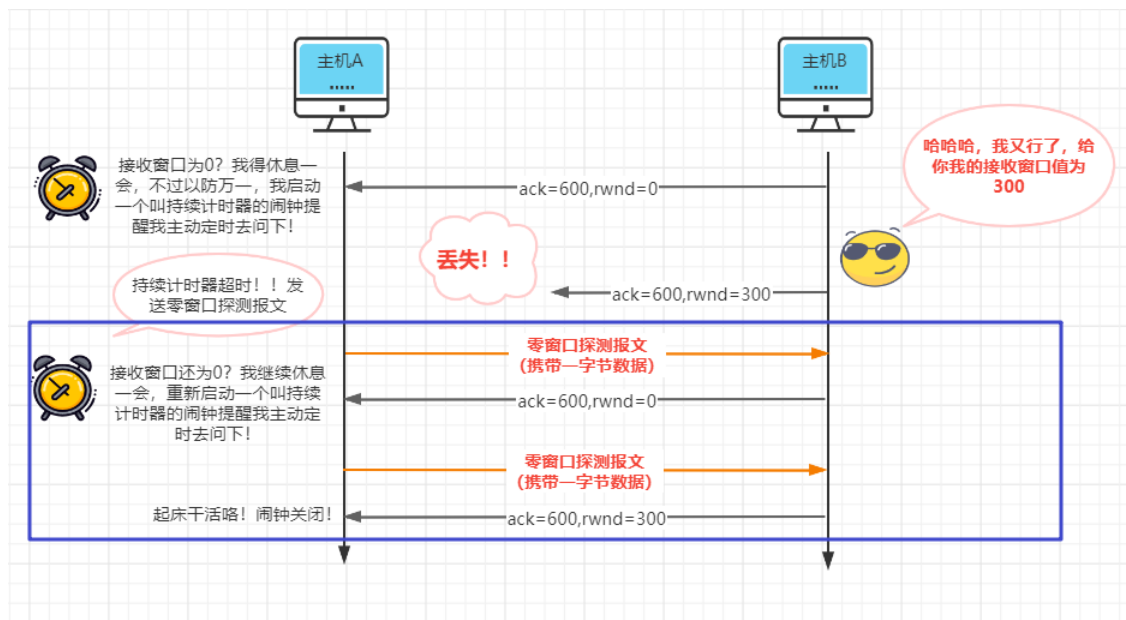 主机A
主机B
接收窗口为0？我得休息一
会，不过以防万一，我启动
一个叫持续计时器的闹钟提
醒我主动定时去问下！
ack=600,rwnd=0
哈哈哈，我又行了，给
你我的接收窗口值为
300
丢失！！
ack=600,rwnd=300
持续计时器超时！！发
送零窗口探测报文
零窗口探测报文
(携带一字节数据)
接收窗口还为0？我继续休息
一会，重新启动一个叫持续
计时器的闹钟提醒我主动定
时去问下！
ack=600,rwnd=0
零窗口探测报文
(携带一字节数据)
起床干活咯！闹钟关闭！
ack=600,rwnd=300